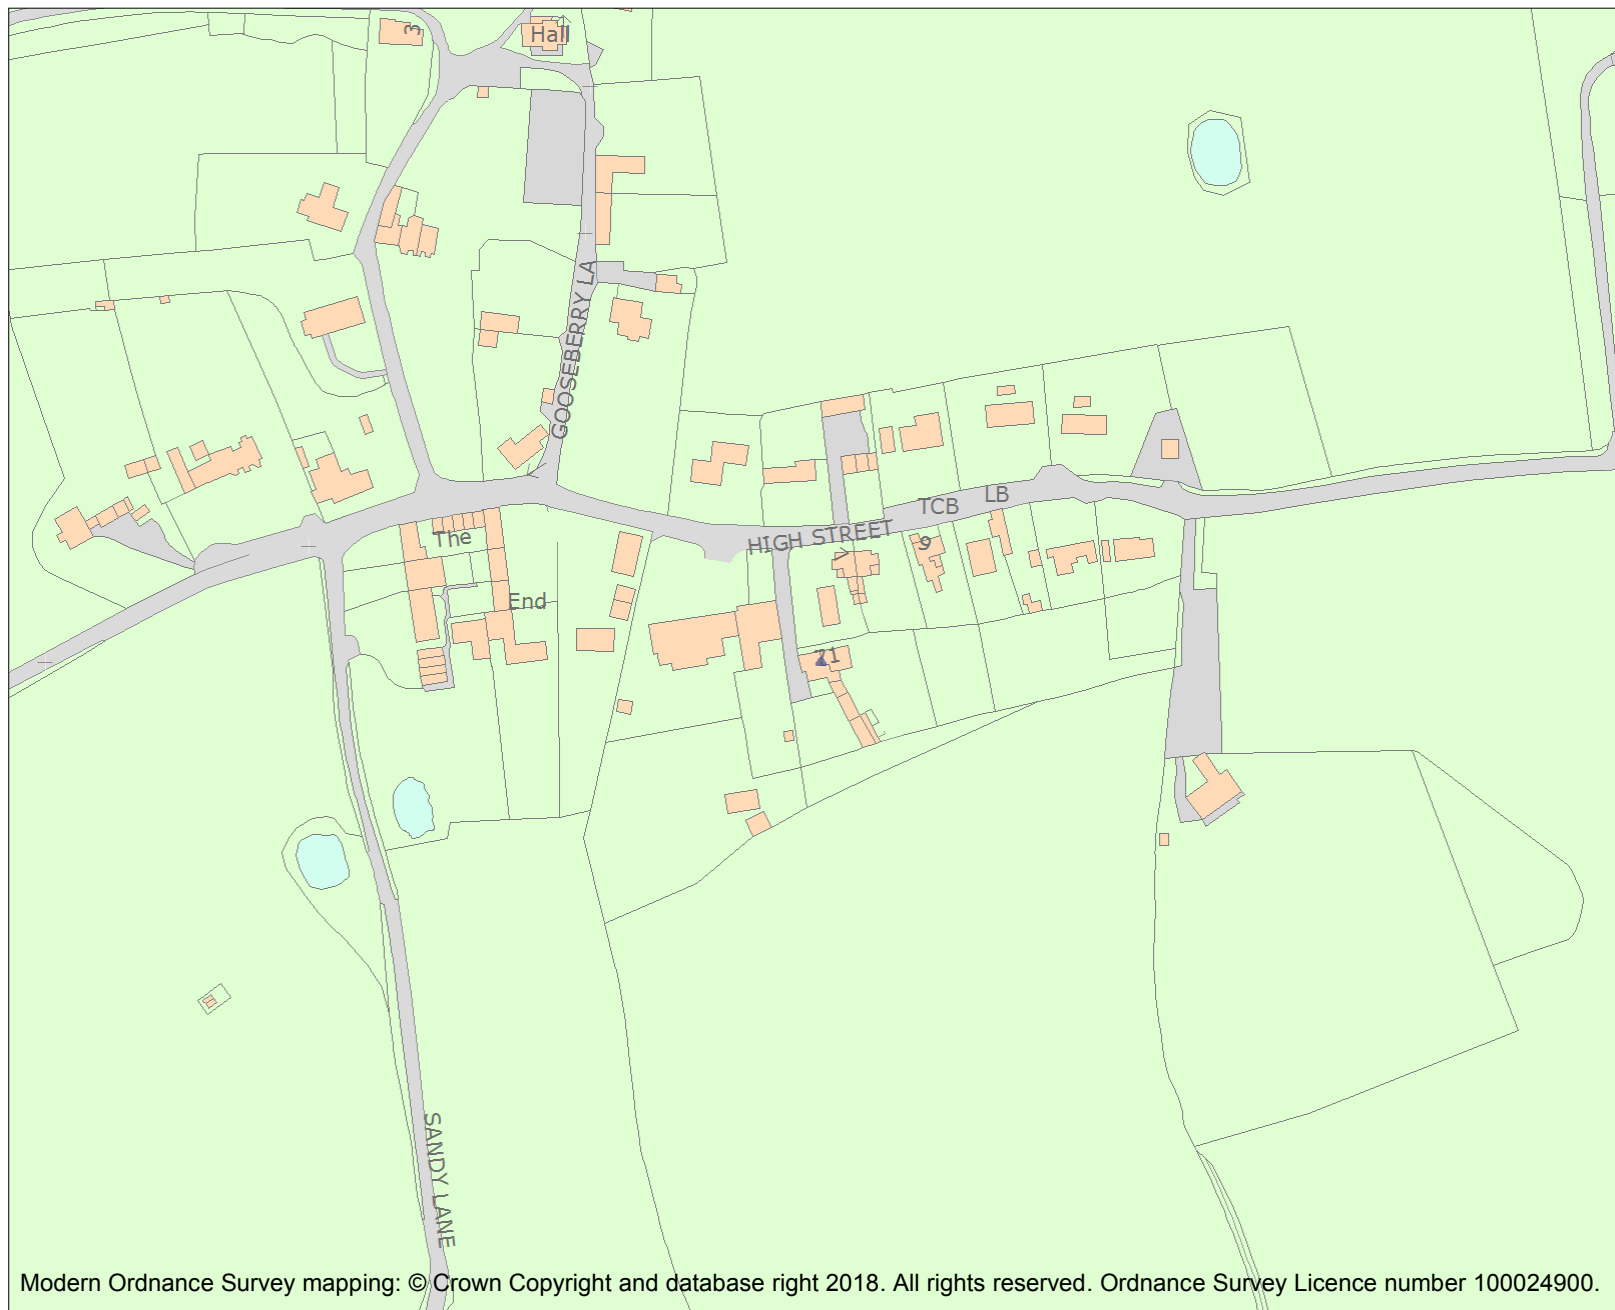 3
Hall
GOOSEBERRY LA
TCB
LB
HIGH STREET
9
The
End
SANDY LANE
Modern Ordnance Survey mapping: © Crown Copyright and database right 2018. All rights reserved. Ordnance Survey Licence number 100024900.